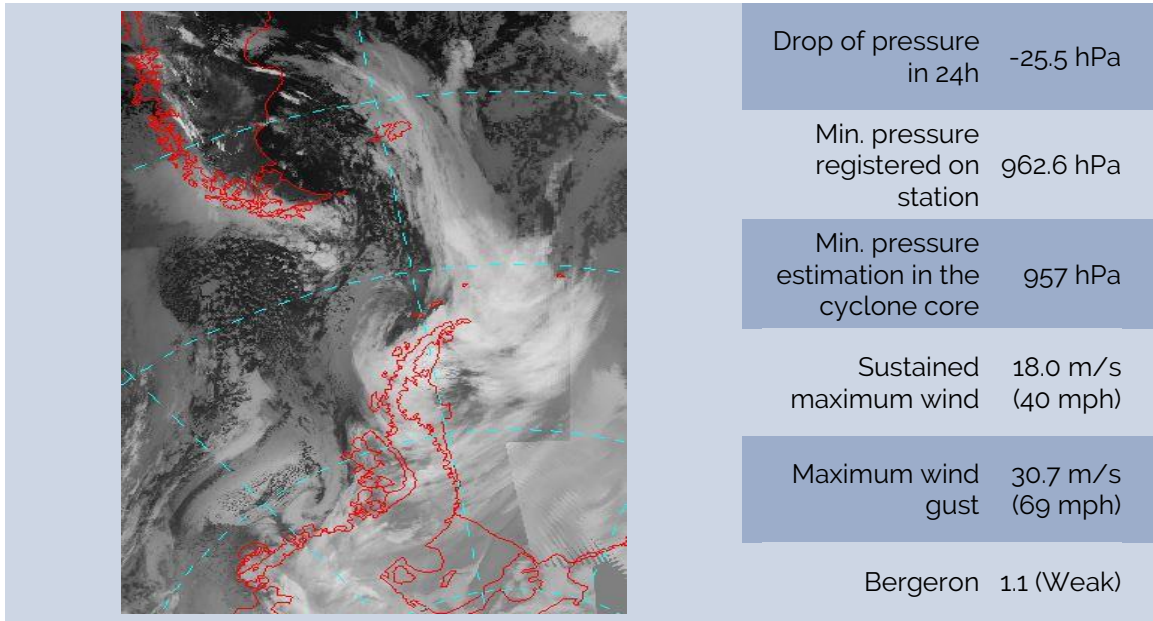 Drop of pressure
in 24h
-25.5 hPa
Min. pressure
registered on
station
962.6 hPa
Min. pressure
estimation in the
cyclone core
957 hPa
Sustained
maximum wind
18.0 m/s
(40 mph)
Maximum wind
gust
30.7 m/s
(69 mph)
Bergeron
1.1 (Weak)